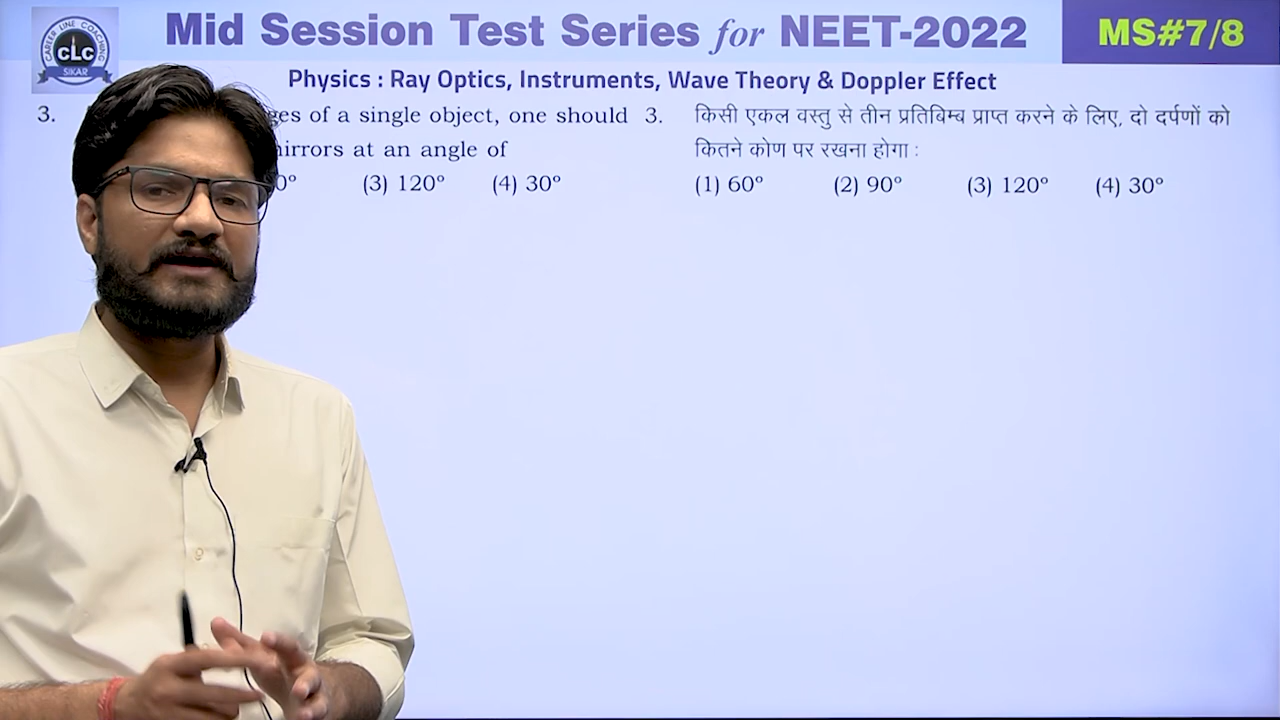 Mid Session Test Series for NEET-2022
MS#7/8
CAREER LINE COACHING
CLC
SIKAR
Physics : Ray Optics, Instruments, Wave Theory & Doppler Effect
3. of a single object, one should
at an angle of
(3) 120° (4) 30°
3. किसी एकल वस्तु से तीन प्रतिबिम्ब प्राप्त करने के लिए, दो दर्पणों को
कितने कोण पर रखना होगा :
(1) 60° (2) 90° (3) 120° (4) 30°